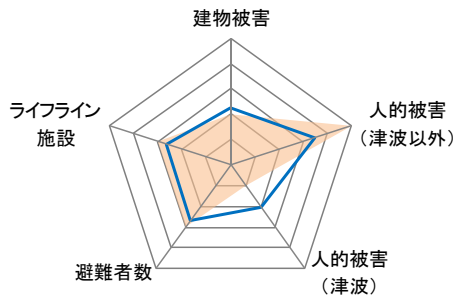 建物被害
ライフライン
施設
人的被害
（津波以外）
避難者数
人的被害
（津波）